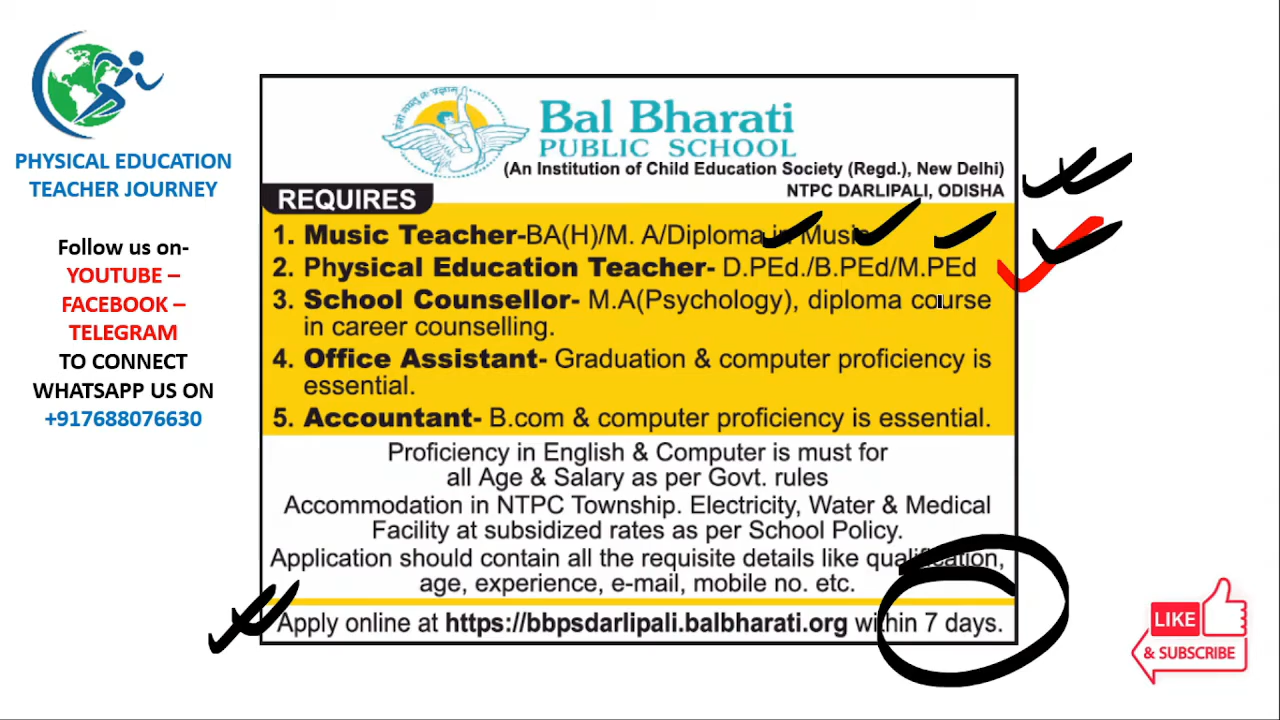 PHYSICAL EDUCATION
TEACHER JOURNEY
Follow us on-
YOUTUBE –
FACEBOOK –
TELEGRAM
TO CONNECT
WHATSAPP US ON
+917688076630
Bal Bharati
PUBLIC SCHOOL
(An Institution of Child Education Society (Regd.), New Delhi)
NTPC DARLIPALI, ODISHA
REQUIRES
1. Music Teacher-BA(H)/M. A/Diploma in Music
2. Physical Education Teacher- D.PEd./B.PEd/M.PEd
3. School Counsellor- M.A(Psychology), diploma course
in career counselling.
4. Office Assistant- Graduation & computer proficiency is
essential.
5. Accountant- B.com & computer proficiency is essential.
Proficiency in English & Computer is must for
all Age & Salary as per Govt. rules
Accommodation in NTPC Township. Electricity, Water & Medical
Facility at subsidized rates as per School Policy.
Application should contain all the requisite details like qualification,
age, experience, e-mail, mobile no. etc.
Apply online at https://bbpsdarlipali.balbharati.org within 7 days.
LIKE
& SUBSCRIBE